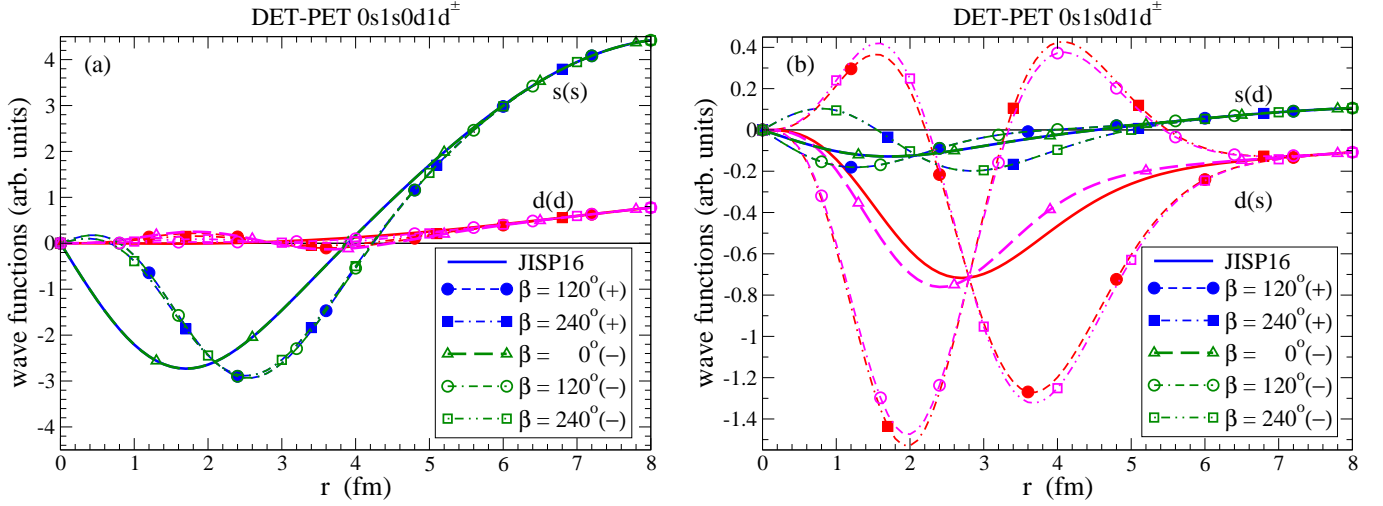 DET-PET 0s1s0d1d±
(a)
s(s)
d(d)
wave functions (arb. units)
4
3
2
1
0
-1
-2
-3
-4
JISP16
β = 120°(+)
β = 240°(+)
β = 0°(−)
β = 120°(−)
β = 240°(−)
0 1 2 3 4 5 6 7 8
r (fm)
DET-PET 0s1s0d1d±
(b)
s(d)
d(s)
wave functions (arb. units)
0.4
0.2
0
-0.2
-0.4
-0.6
-0.8
-1
-1.2
-1.4
JISP16
β = 120°(+)
β = 240°(+)
β = 0°(−)
β = 120°(−)
β = 240°(−)
0 1 2 3 4 5 6 7 8
r (fm)